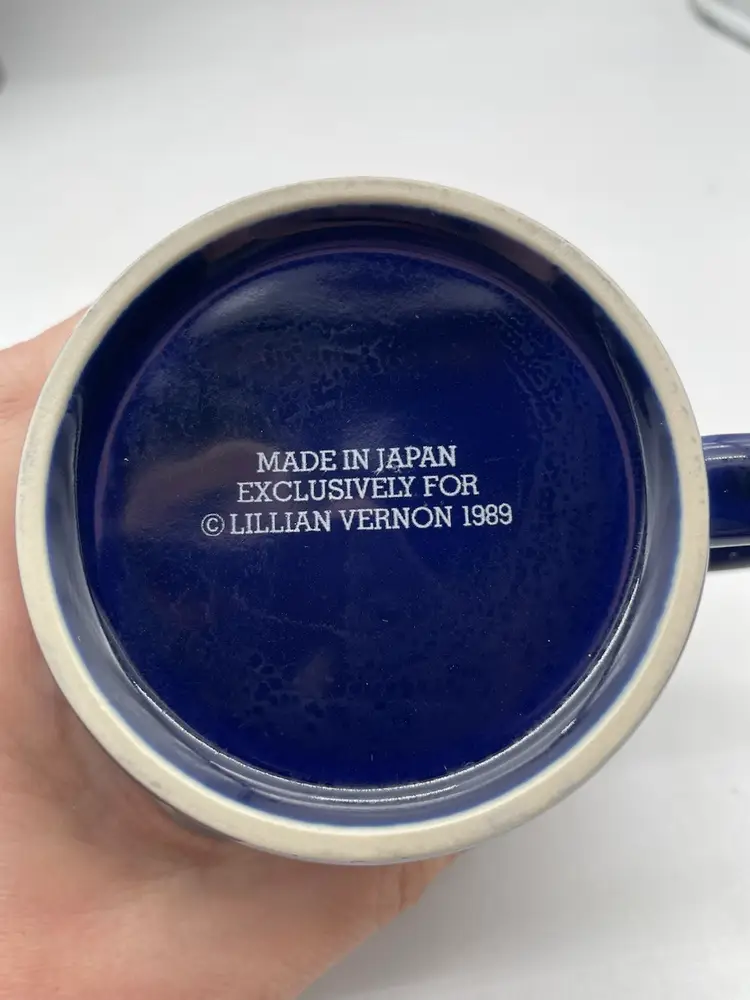 MADE IN JAPAN
EXCLUSIVELY FOR
© LILLIAN VERNON 1989